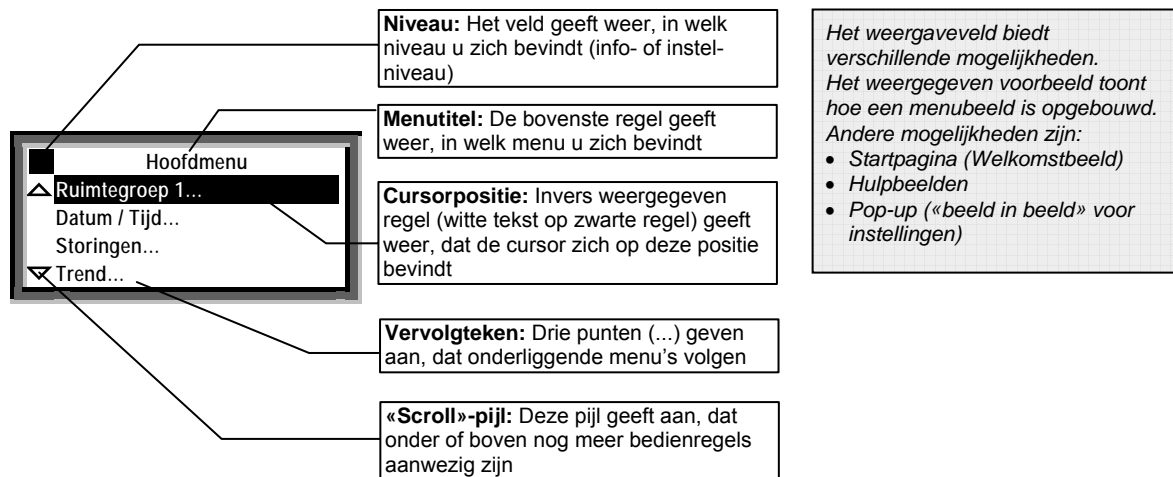 Niveau: Het veld geeft weer, in welk
niveau u zich bevindt (info- of instel-
niveau)
Menutitel: De bovenste regel geeft
weer, in welk menu u zich bevindt
Hoofdmenu
Ruimtegroep 1...
Datum / Tijd...
Storingen...
Trend...
Cursorpositie: Invers weergegeven
regel (witte tekst op zwarte regel) geeft
weer, dat de cursor zich op deze positie
bevindt
Vervolgteken: Drie punten (...) geven
aan, dat onderliggende menu's volgen
«Scroll»-pijl: Deze pijl geeft aan, dat
onder of boven nog meer bedienregels
aanwezig zijn
Het weergaveveld biedt
verschillende mogelijkheden.
Het weergegeven voorbeeld toont
hoe een menubeeld is opgebouwd.
Andere mogelijkheden zijn:
• Startpagina (Welkomstbeeld)
• Hulpbeelden
• Pop-up («beeld in beeld» voor
instellingen)